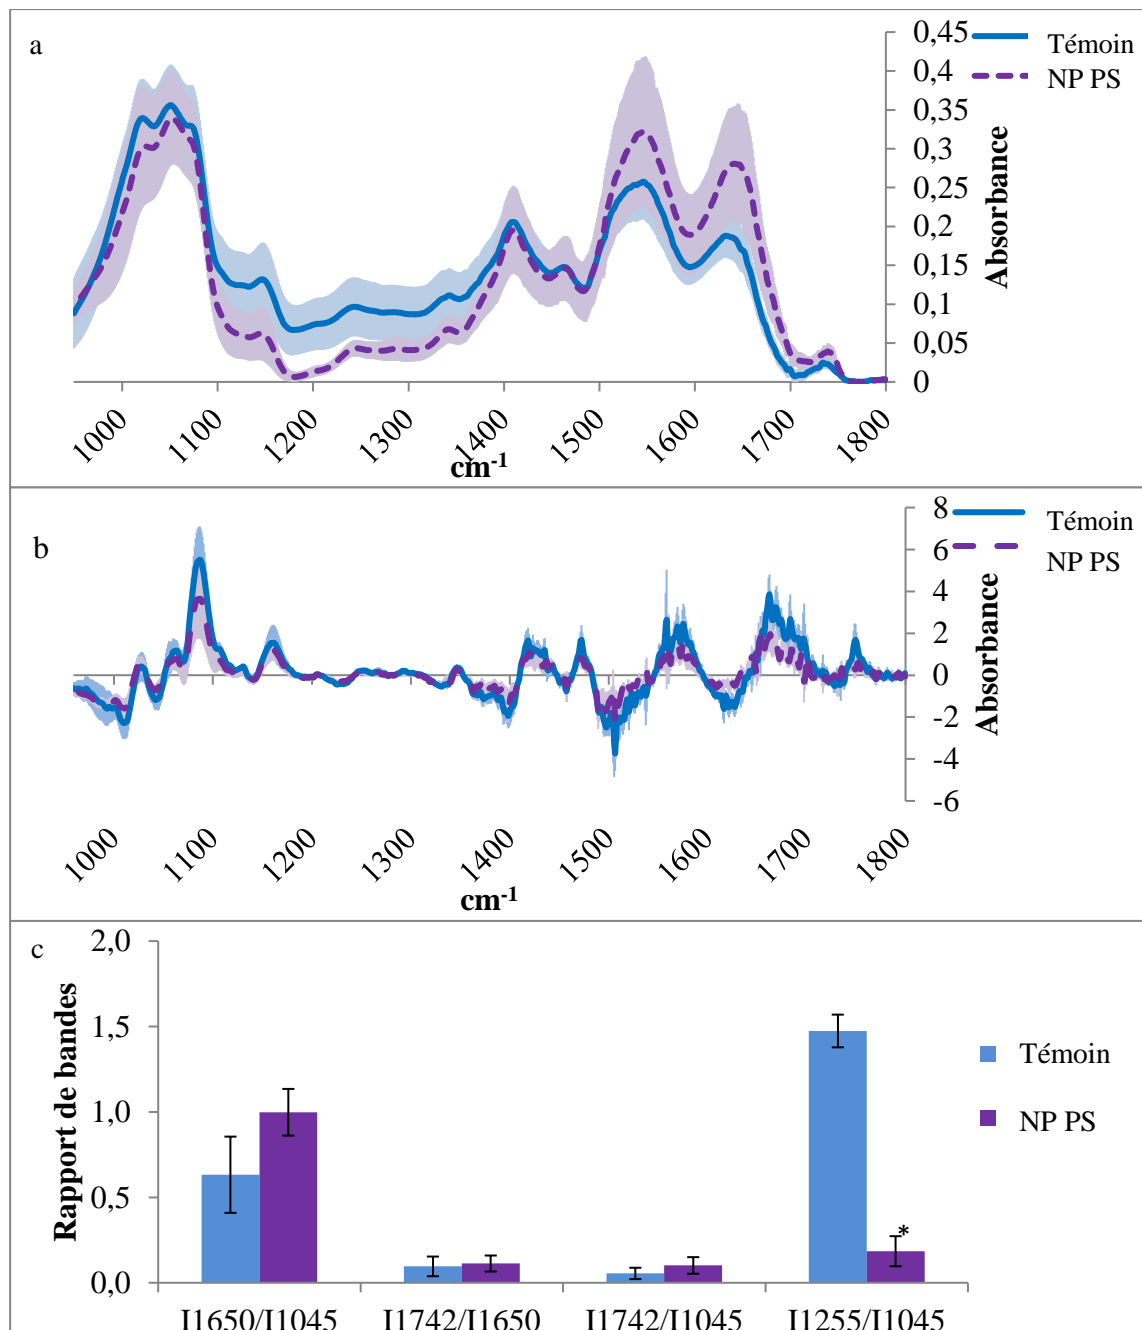 a
0,45
0,4
0,35
0,3
0,25
0,2
0,15
0,1
0,05
0
Absorbance
Témoin
NP PS
1000 1100 1200 1300 1400 1500 1600 1700 1800
cm-1
b
8
6
4
2
0
-2
-4
-6
Absorbance
Témoin
NP PS
1000 1100 1200 1300 1400 1500 1600 1700 1800
cm-1
c
Rapport de bandes
2,0
1,5
1,0
0,5
0,0
*
Témoin
NP PS
I1650/I1045 I1742/I1650 I1742/I1045 I1255/I1045